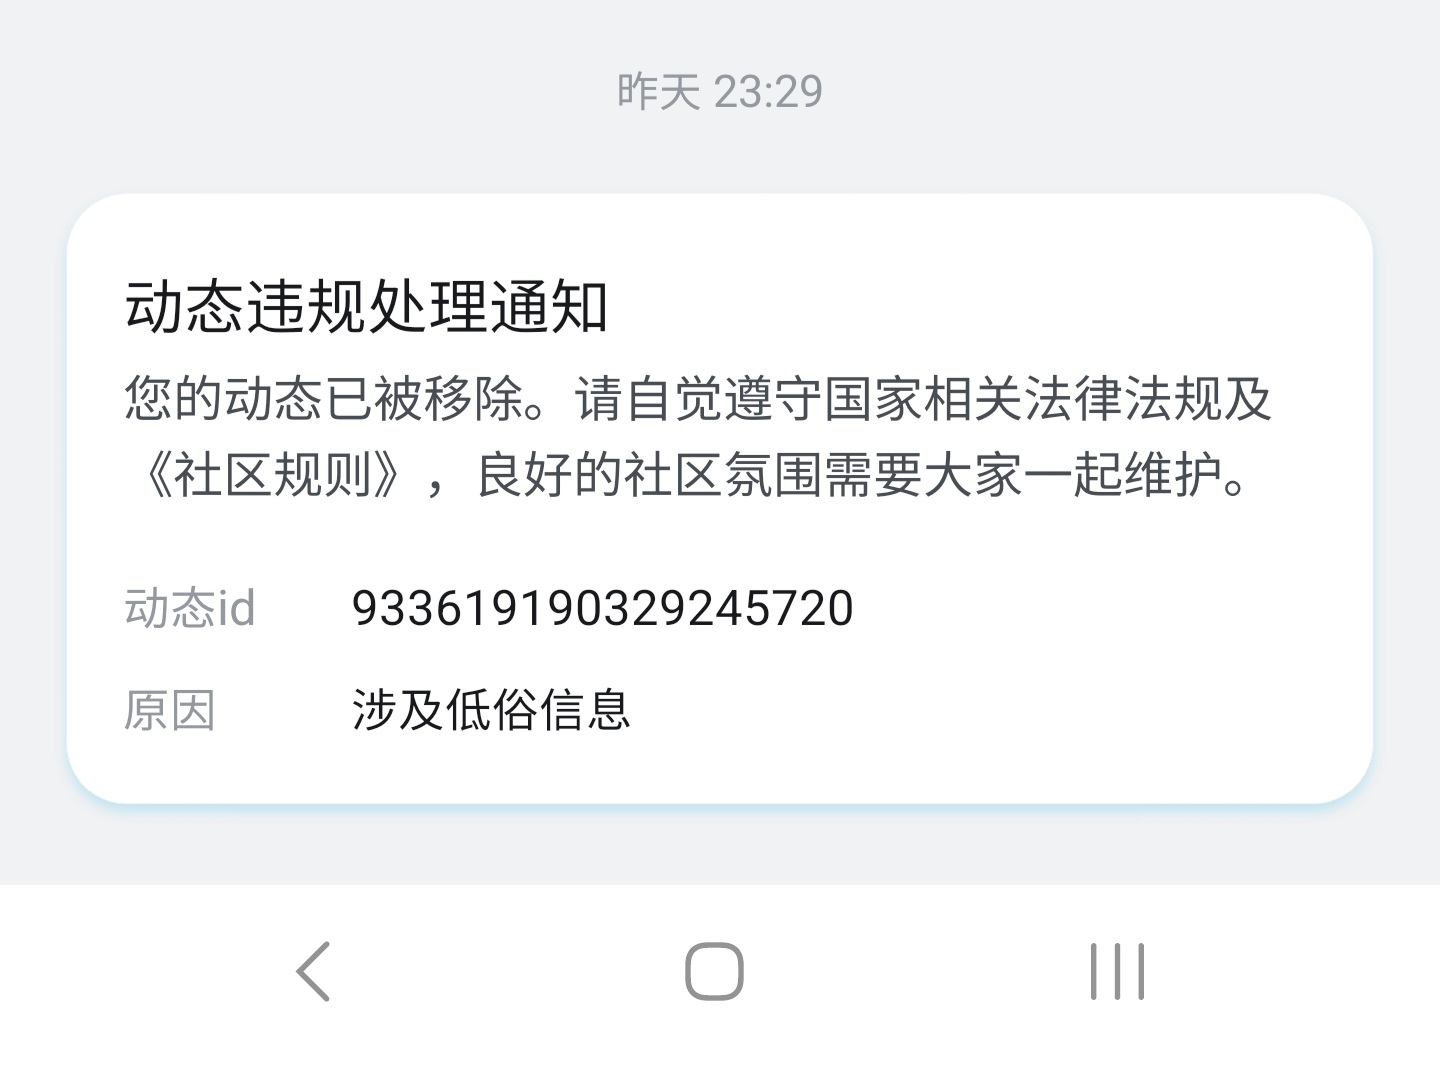 昨天 23:29
动态违规处理通知
您的动态已被移除。请自觉遵守国家相关法律法规及
《社区规则》，良好的社区氛围需要大家一起维护。
动态id 933619190329245720
原因 涉及低俗信息